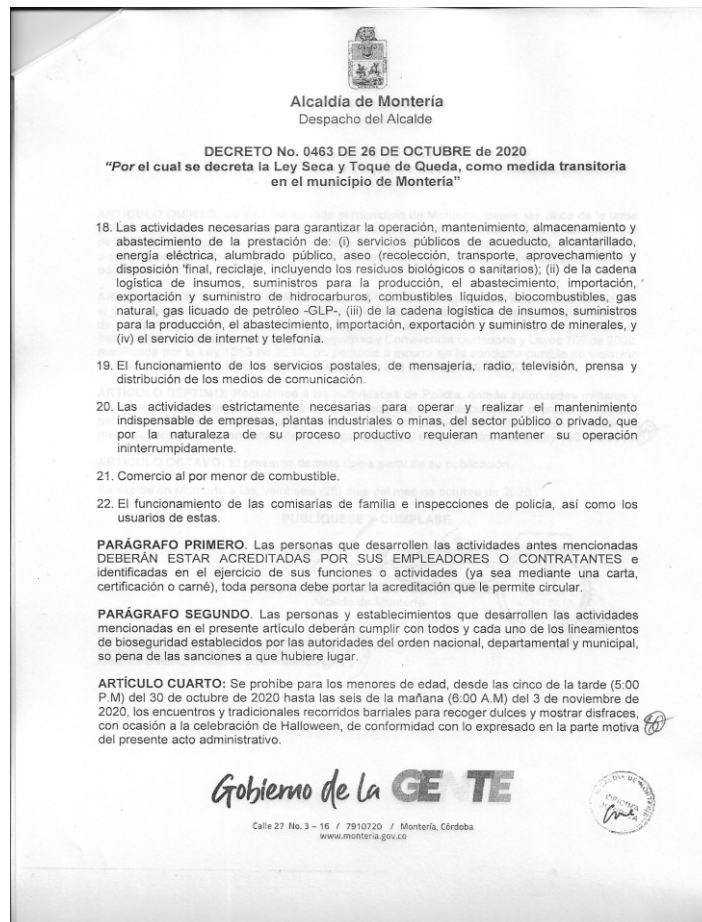 Alcaldía de Montería
Despacho del Alcalde
DECRETO No. 0463 DE 26 DE OCTUBRE de 2020
"Por el cual se decreta la Ley Seca y Toque de Queda, como medida transitoria
en el municipio de Montería"
18. Las actividades necesarias para garantizar la operación, mantenimiento, almacenamiento y
abastecimiento de la prestación de: (i) servicios públicos de acueducto, alcantarillado,
energía eléctrica, alumbrado público, aseo (recolección, transporte, aprovechamiento y
disposición 'final, reciclaje, incluyendo los residuos biológicos o sanitarios); (ii) de la cadena
logística de insumos, suministros para la producción, el abastecimiento, importación,
exportación y suministro de hidrocarburos, combustibles líquidos, biocombustibles, gas
natural, gas licuado de petróleo -GLP-, (iii) de la cadena logística de insumos, suministros
para la producción, el abastecimiento, importación, exportación y suministro de minerales, y
(iv) el servicio de internet y telefonía.
19. El funcionamiento de los servicios postales, de mensajería, radio, televisión, prensa y
distribución de los medios de comunicación.
20. Las actividades estrictamente necesarias para operar y realizar el mantenimiento
indispensable de empresas, plantas industriales o minas, del sector público o privado, que
por la naturaleza de su proceso productivo requieran mantener su operación
ininterrumpidamente.
21. Comercio al por menor de combustible.
22. El funcionamiento de las comisarías de familia e inspecciones de policía, así como los
usuarios de estas.
PARÁGRAFO PRIMERO. Las personas que desarrollen las actividades antes mencionadas
DEBERÁN ESTAR ACREDITADAS POR SUS EMPLEADORES O CONTRATANTES e
identificadas en el ejercicio de sus funciones o actividades (ya sea mediante una carta,
certificación o carné), toda persona debe portar la acreditación que le permite circular.
PARÁGRAFO SEGUNDO. Las personas y establecimientos que desarrollen las actividades
mencionadas en el presente artículo deberán cumplir con todos y cada uno de los lineamientos
de bioseguridad establecidos por las autoridades del orden nacional, departamental y municipal,
so pena de las sanciones a que hubiere lugar.
ARTÍCULO CUARTO: Se prohíbe para los menores de edad, desde las cinco de la tarde (5:00
P.M) del 30 de octubre de 2020 hasta las seis de la mañana (6:00 A.M) del 3 de noviembre de
2020, los encuentros y tradicionales recorridos barriales para recoger dulces y mostrar disfraces,
con ocasión a la celebración de Halloween, de conformidad con lo expresado en la parte motiva
del presente acto administrativo.
Gobierno de la GENTE
Calle 27 No. 3 – 16 / 7910720 / Montería, Córdoba
www.monteria.gov.co
ALCALDIA DE MONTERIA
OFICINA